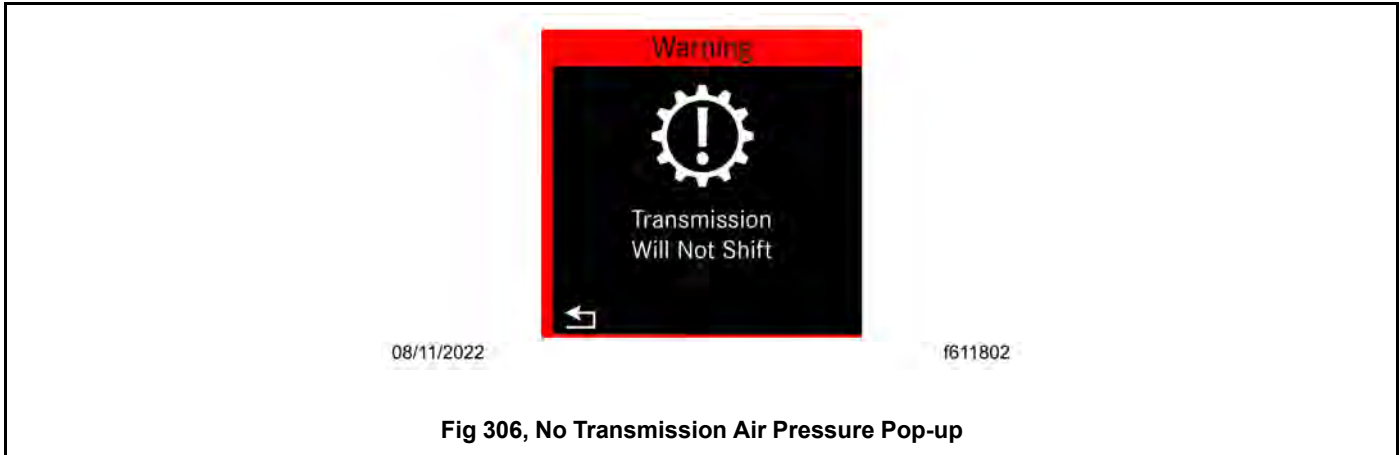 Warning
!
Transmission
Will Not Shift
08/11/2022
f611802
Fig 306, No Transmission Air Pressure Pop-up